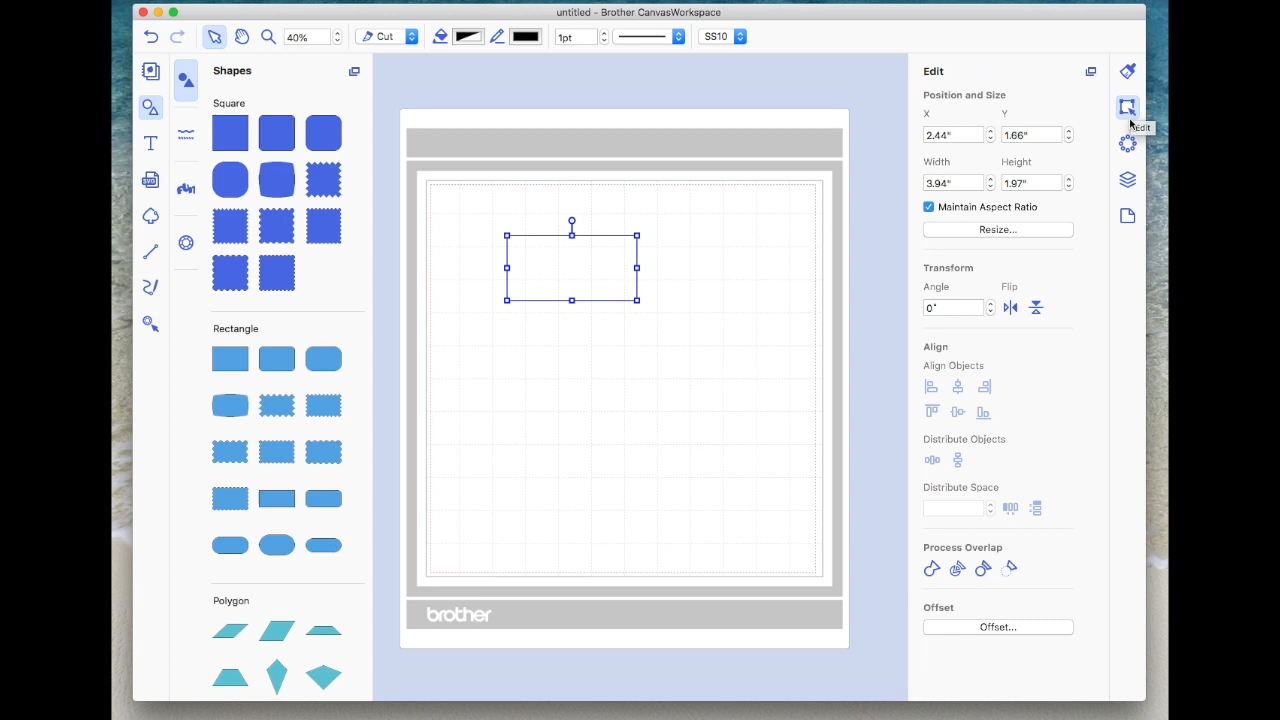 untitled - Brother CanvasWorkspace
40%
Cut
1pt
SS10
Shapes
Square
Rectangle
Polygon
brother
Edit
Position and Size
X Y
2.44" 1.66"
Edit
Width Height
3.94" 1.97"
Maintain Aspect Ratio
Resize...
Transform
Angle Flip
0°
Align
Align Objects
Distribute Objects
Distribute Space
Process Overlap
Offset
Offset...
T
SVG